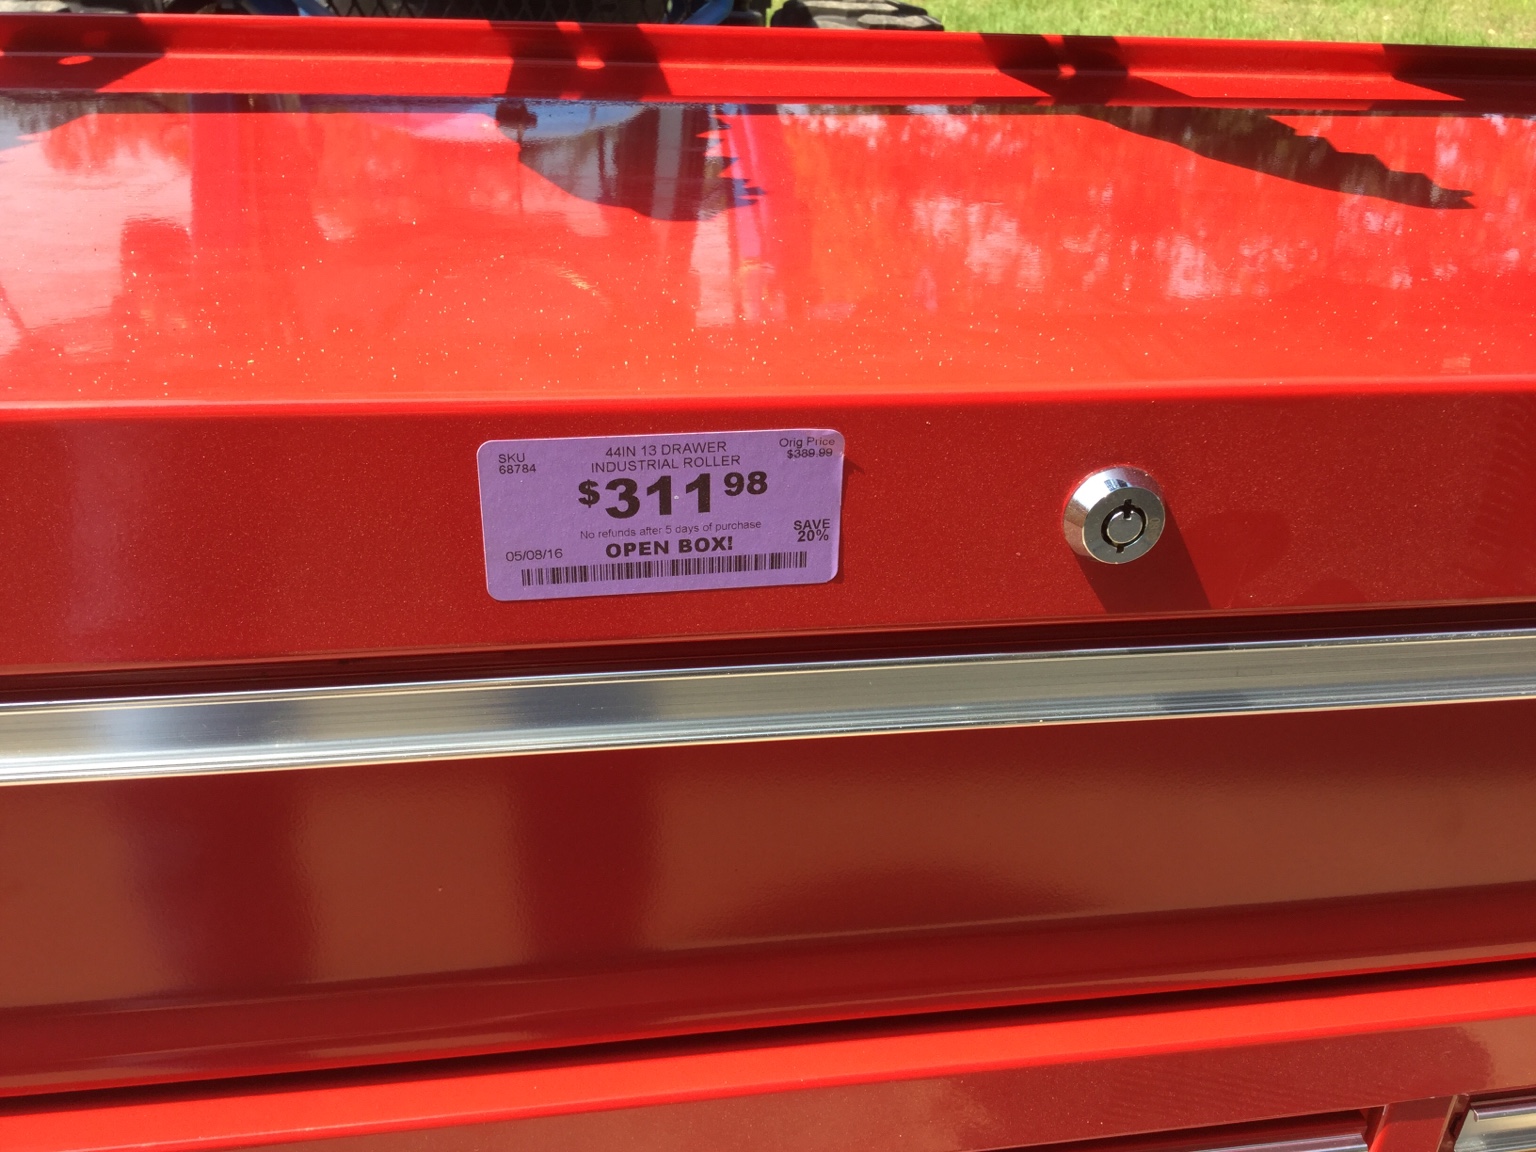 SKU
68784
44IN 13 DRAWER
INDUSTRIAL ROLLER
Orig Price
$389.99
$311.98
No refunds after 5 days of purchase
SAVE
20%
05/08/16
OPEN BOX!